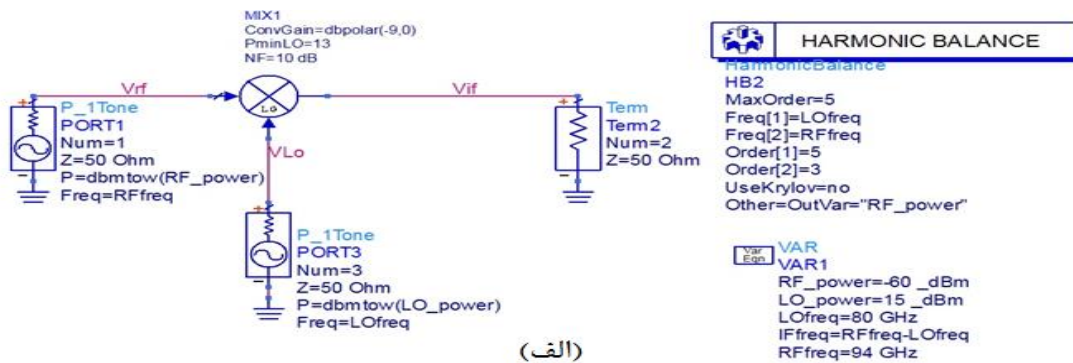 MIX1
ConvGain=dbpolar(-9,0)
PminLO=13
NF=10 dB
Vrf
LO
Vif
VLo
P_1Tone
PORT1
Num=1
Z=50 Ohm
P=dbmtow(RF_power)
Freq=RFfreq
P_1Tone
PORT3
Num=3
Z=50 Ohm
P=dbmtow(LO_power)
Freq=LOfreq
Term
Term2
Num=2
Z=50 Ohm
HARMONIC BALANCE
HarmonicBalance
HB2
MaxOrder=5
Freq[1]=LOfreq
Freq[2]=RFfreq
Order[1]=5
Order[2]=3
UseKrylov=no
Other=OutVar="RF_power"
Var
Eqn
VAR
VAR1
RF_power=-60 _dBm
LO_power=15 _dBm
LOfreq=80 GHz
IFfreq=RFfreq-LOfreq
RFfreq=94 GHz
(الف)